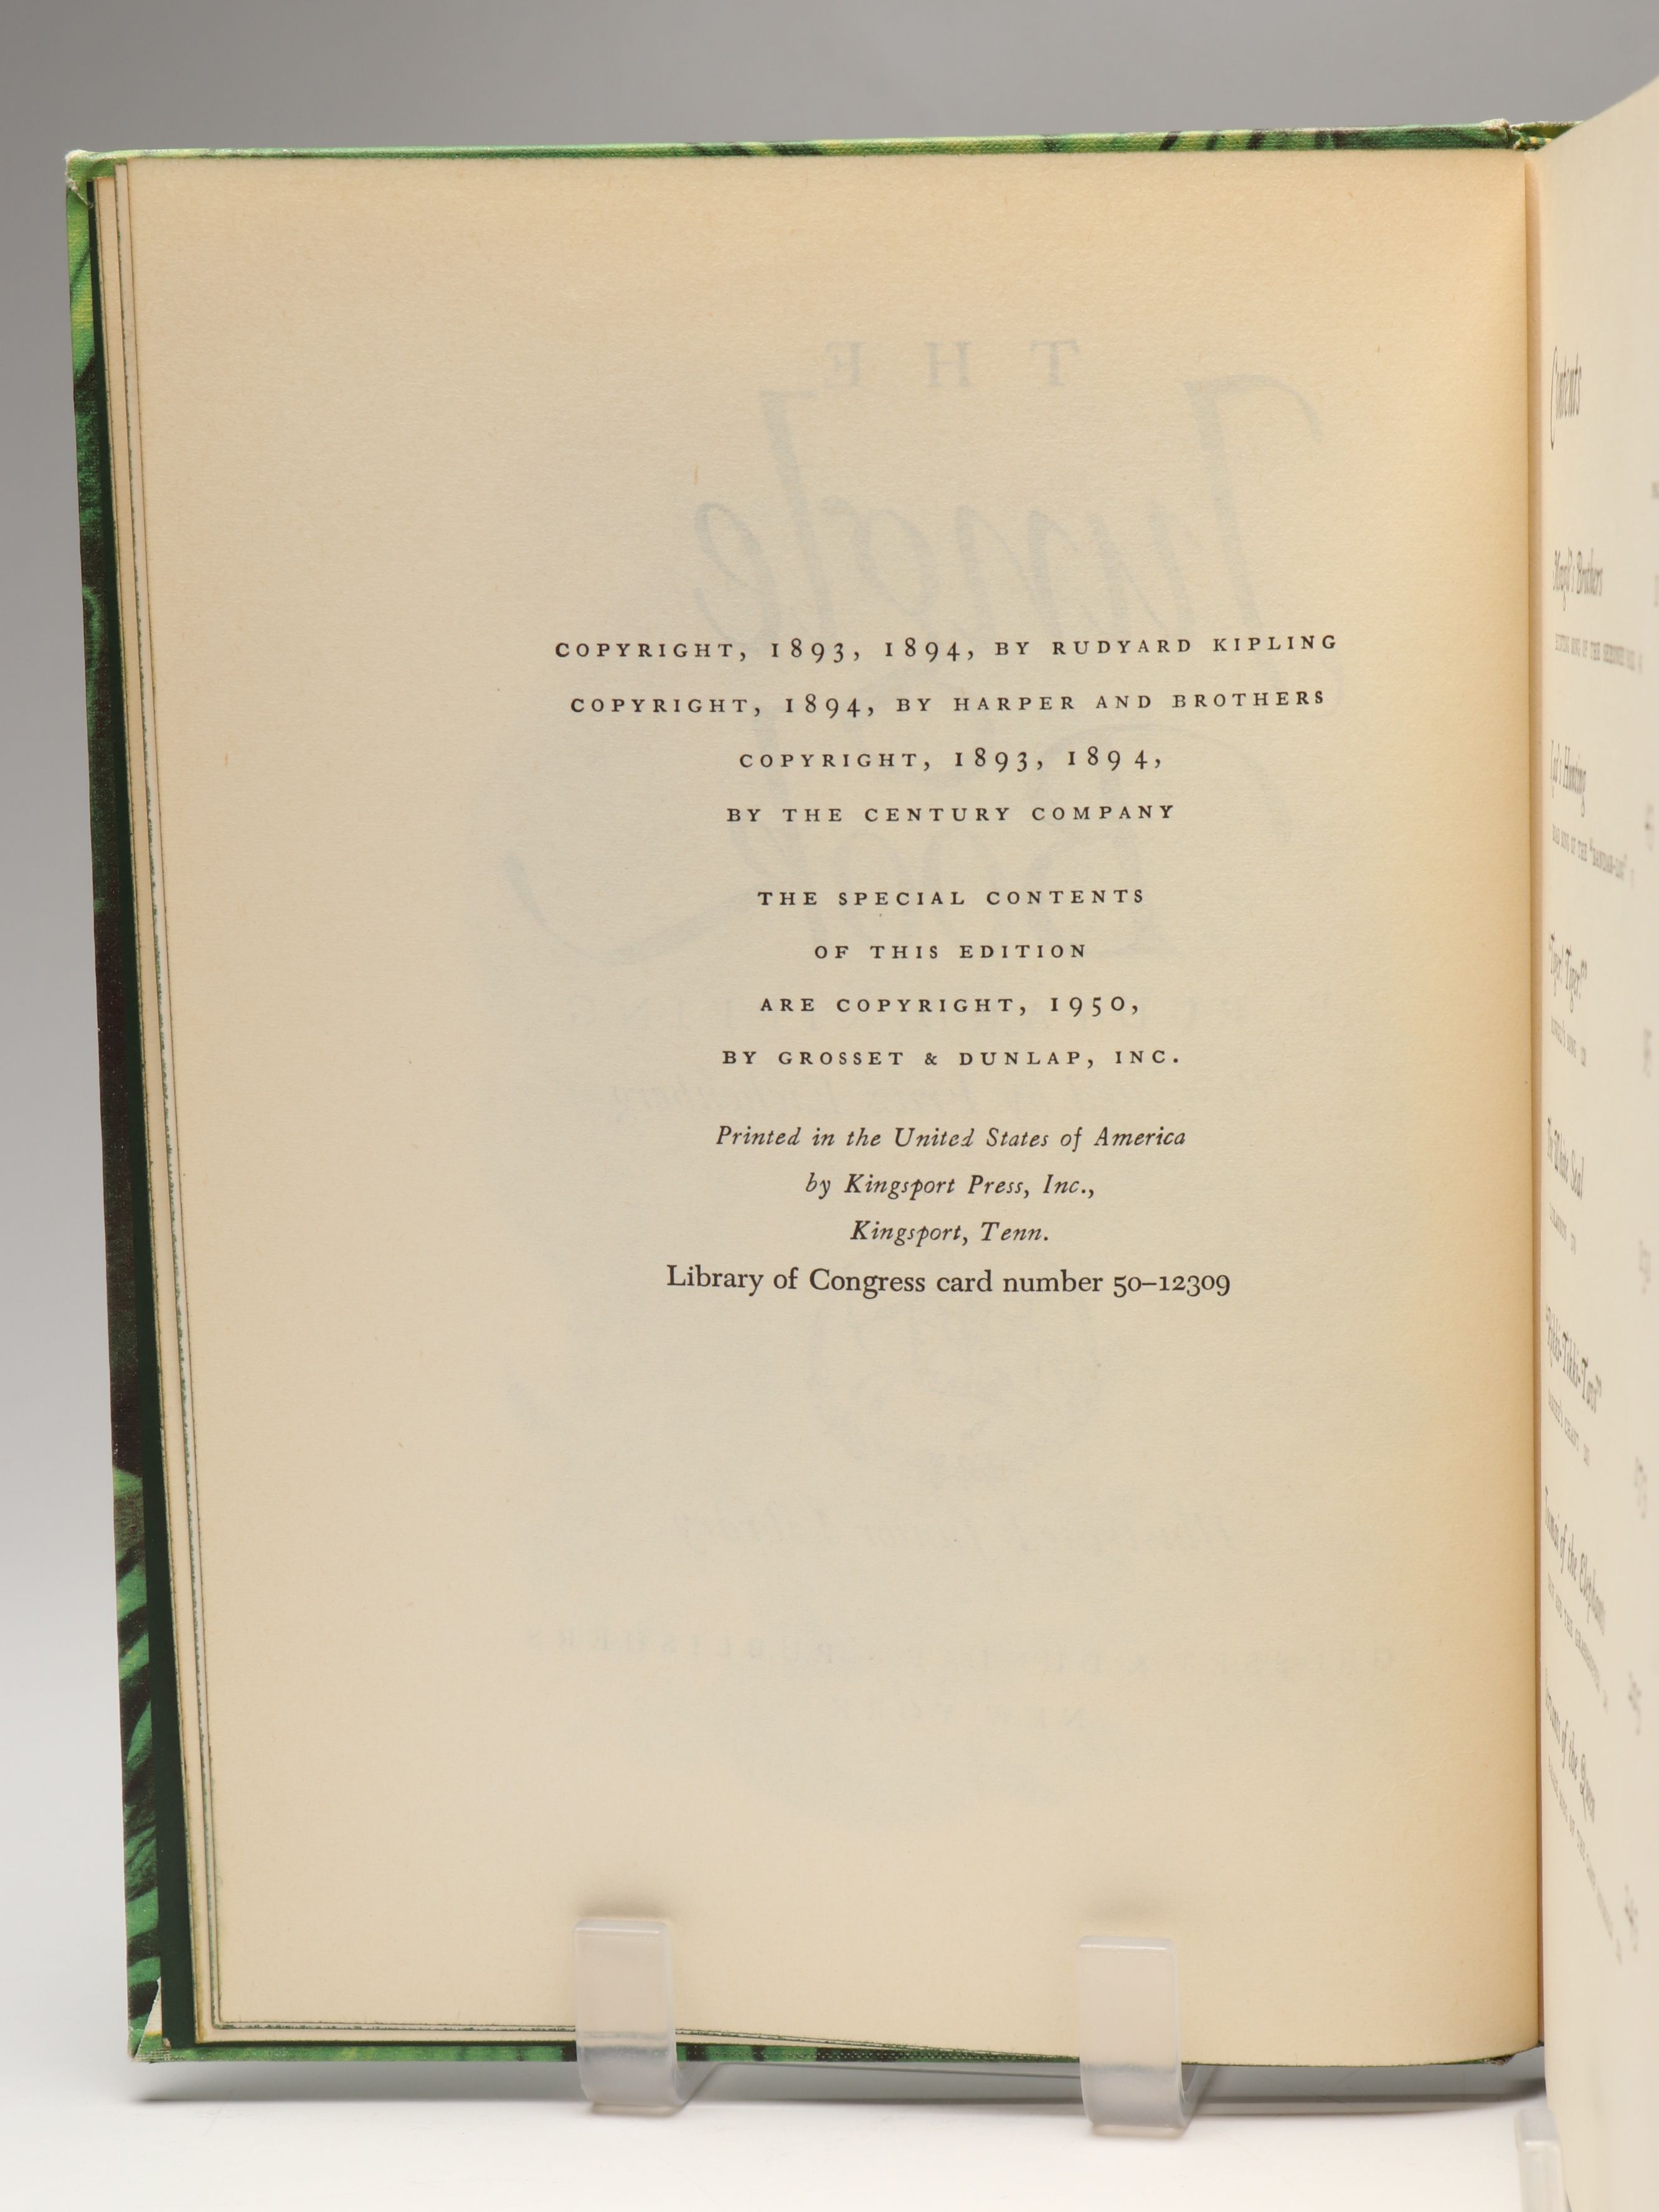 COPYRIGHT, 1893, 1894, BY RUDYARD KIPLING
COPYRIGHT, 1894, BY HARPER AND BROTHERS
COPYRIGHT, 1893, 1894,
BY THE CENTURY COMPANY
THE SPECIAL CONTENTS
OF THIS EDITION
ARE COPYRIGHT, 1950,
BY GROSSET & DUNLAP, INC.
Printed in the United States of America
by Kingsport Press, Inc.,
Kingsport, Tenn.
Library of Congress card number 50–12309
Contents